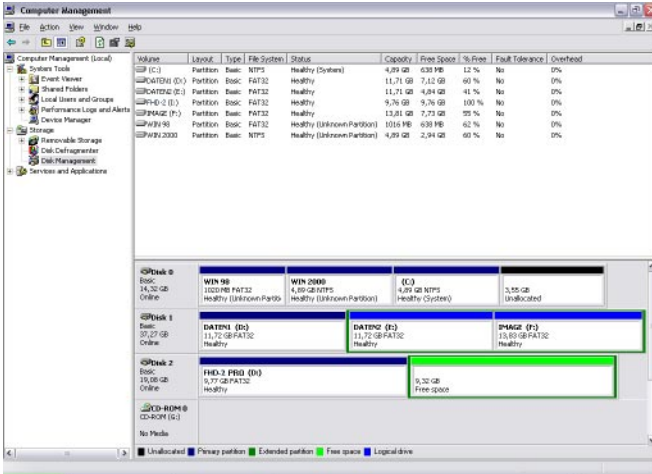 Computer Management
File Action View Window Help
Computer Management (Local)
System Tools
Event Viewer
Shared Folders
Local Users and Groups
Performance Logs and Alerts
Device Manager
Storage
Removable Storage
Disk Defragmenter
Disk Management
Services and Applications
Volume Layout Type File System Status Capacity Free Space % Free Fault Tolerance Overhead
(C:) Partition Basic NTFS Healthy (System) 4,89 GB 638 MB 12 % No 0%
DATEN1 (D:) Partition Basic FAT32 Healthy 11,71 GB 7,12 GB 60 % No 0%
DATEN2 (E:) Partition Basic FAT32 Healthy 11,71 GB 4,84 GB 41 % No 0%
FHD-2 (I:) Partition Basic FAT32 Healthy 9,76 GB 9,76 GB 100 % No 0%
IMAGE (F:) Partition Basic FAT32 Healthy 13,81 GB 7,73 GB 55 % No 0%
WIN 98 Partition Basic FAT32 Healthy (Unknown Partition) 1016 MB 638 MB 62 % No 0%
WIN 2000 Partition Basic NTFS Healthy (Unknown Partition) 4,89 GB 2,94 GB 60 % No 0%
Disk 0
Basic
14,32 GB
Online
WIN 98
1020 MB FAT32
Healthy (Unknown Partitio
WIN 2000
4,89 GB NTFS
Healthy (Unknown Partition)
(C:)
4,89 GB NTFS
Healthy (System)
3,55 GB
Unallocated
Disk 1
Basic
37,27 GB
Online
DATEN1 (D:)
11,72 GB FAT32
Healthy
DATEN2 (E:)
11,72 GB FAT32
Healthy
IMAGE (F:)
13,83 GB FAT32
Healthy
Disk 2
Basic
19,08 GB
Online
FHD-2 PRO
9,77 GB FAT32
Healthy
9,32 GB
Free space
CD-ROM 0
CD-ROM (G:)
No Media
Unallocated Primary partition Extended partition Free space Logical drive